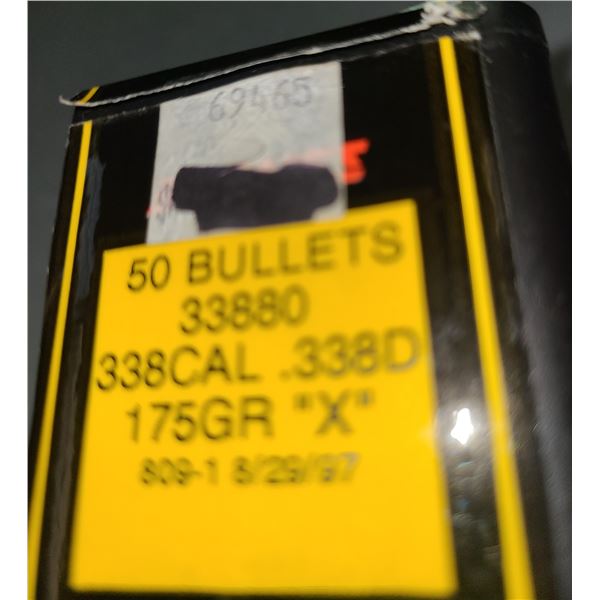 69465
50 BULLETS
33880
338CAL .338D
175GR "X"
809-1 8/29/97